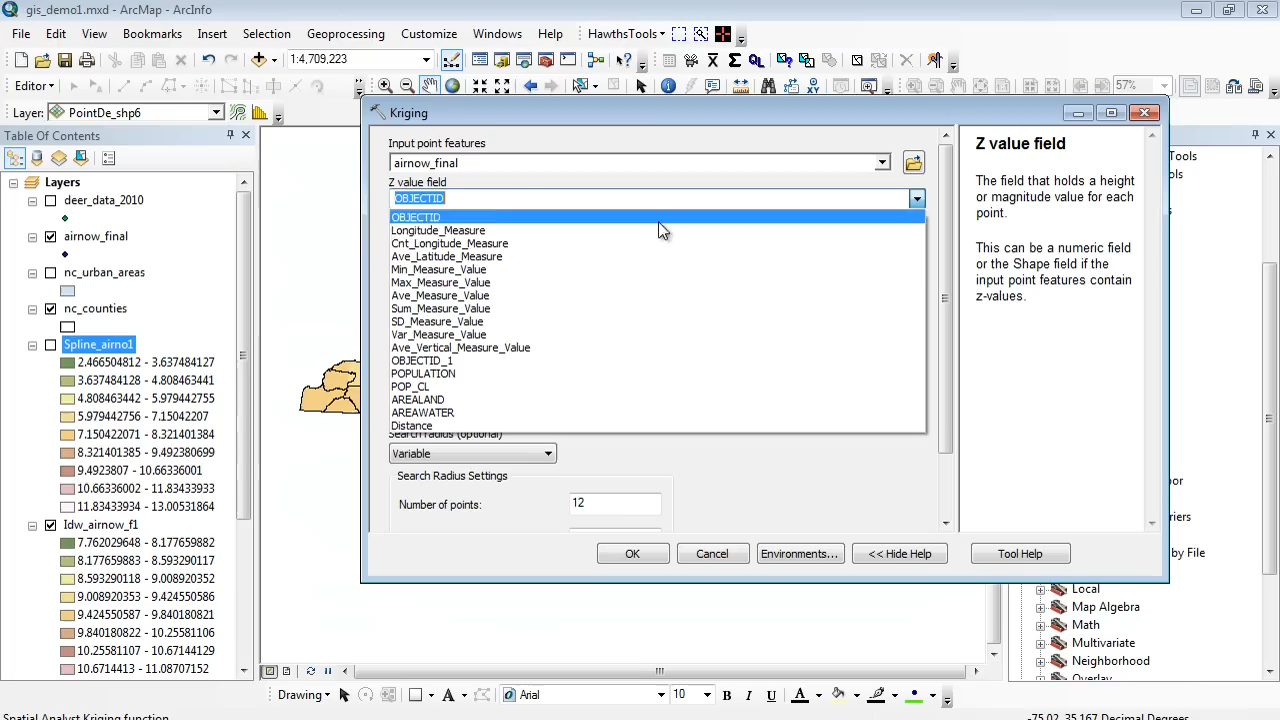 gis_demo1.mxd - ArcMap - ArcInfo
File Edit View Bookmarks Insert Selection Geoprocessing Customize Windows Help HawthsTools
1:4,709,223
Editor 57%
Layer: PointDe_shp6
Table Of Contents
Layers
deer_data_2010
airnow_final
nc_urban_areas
nc_counties
Spline_airno1
2.466504812 - 3.637484127
3.637484128 - 4.808463441
4.808463442 - 5.979442755
5.979442756 - 7.15042207
7.150422071 - 8.321401384
8.321401385 - 9.492380699
9.4923807 - 10.66336001
10.66336002 - 11.83433933
11.83433934 - 13.00531864
Idw_airnow_f1
7.762029648 - 8.177659882
8.177659883 - 8.593290117
8.593290118 - 9.008920352
9.008920353 - 9.424550586
9.424550587 - 9.840180821
9.840180822 - 10.25581106
10.25581107 - 10.6714413
10.6714413 - 11.08707152
Kriging
Input point features
airnow_final
Z value field
OBJECTID
OBJECTID
Longitude_Measure
Cnt_Longitude_Measure
Ave_Latitude_Measure
Min_Measure_Value
Max_Measure_Value
Ave_Measure_Value
Sum_Measure_Value
SD_Measure_Value
Var_Measure_Value
Ave_Vertical_Measure_Value
OBJECTID_1
POPULATION
POP_CL
AREALAND
AREAWATER
Distance
Search radius (optional)
Variable
Search Radius Settings
Number of points: 12
OK Cancel Environments... << Hide Help Tool Help
Z value field
The field that holds a height
or magnitude value for each
point.
This can be a numeric field
or the Shape field if the
input point features contain
z-values.
Tools
ls
or
riers
by File
Local
Map Algebra
Math
Multivariate
Neighborhood
Overlay
Drawing Arial 10 B I U A
Spatial Analyst Kriging function
-75.02 35.167 Decimal Degrees